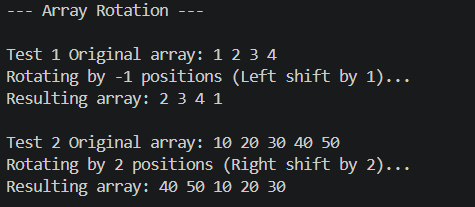 --- Array Rotation ---
Test 1 Original array: 1 2 3 4
Rotating by -1 positions (Left shift by 1)...
Resulting array: 2 3 4 1
Test 2 Original array: 10 20 30 40 50
Rotating by 2 positions (Right shift by 2)...
Resulting array: 40 50 10 20 30